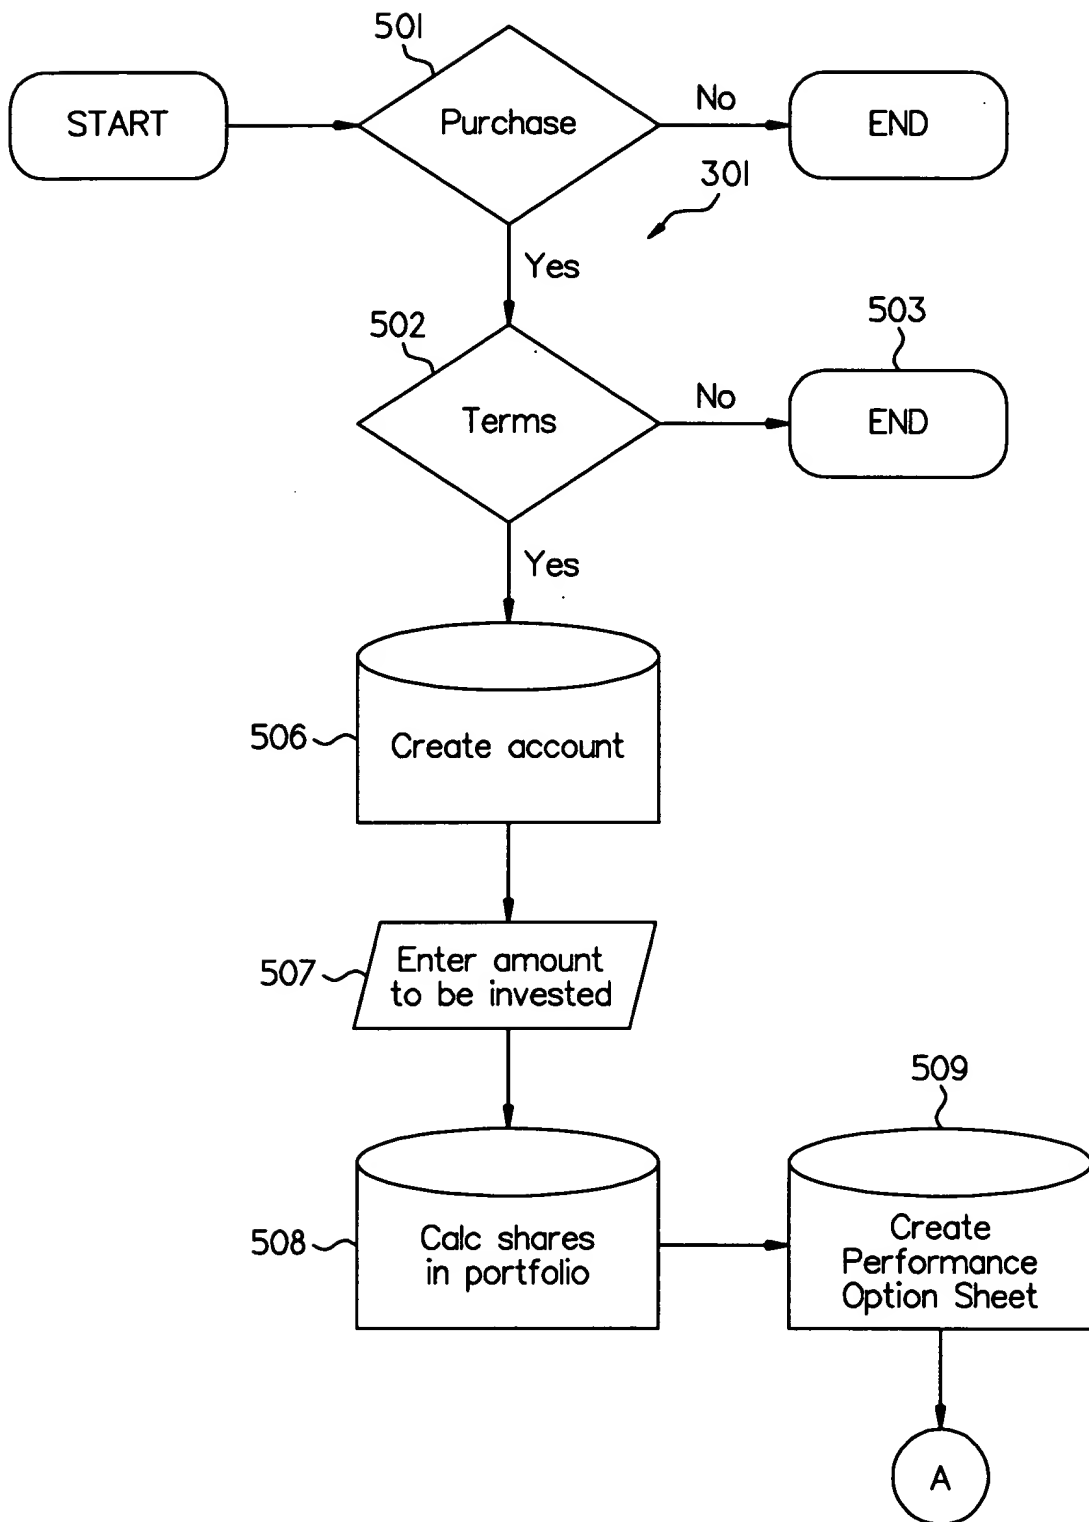 501
START
Purchase
No
END
301
Yes
502
503
Terms
No
END
Yes
506
Create account
507
Enter amount
to be invested
509
508
Calc shares
in portfolio
Create
Performance
Option Sheet
A